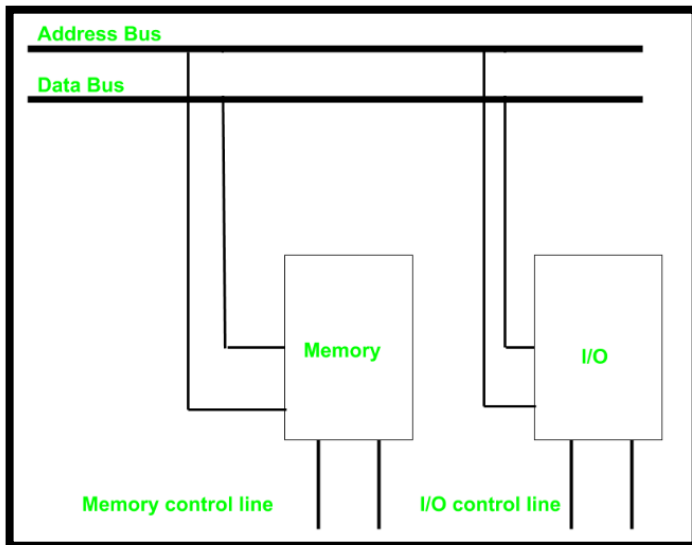 Address Bus
Data Bus
Memory
I/O
Memory control line
I/O control line